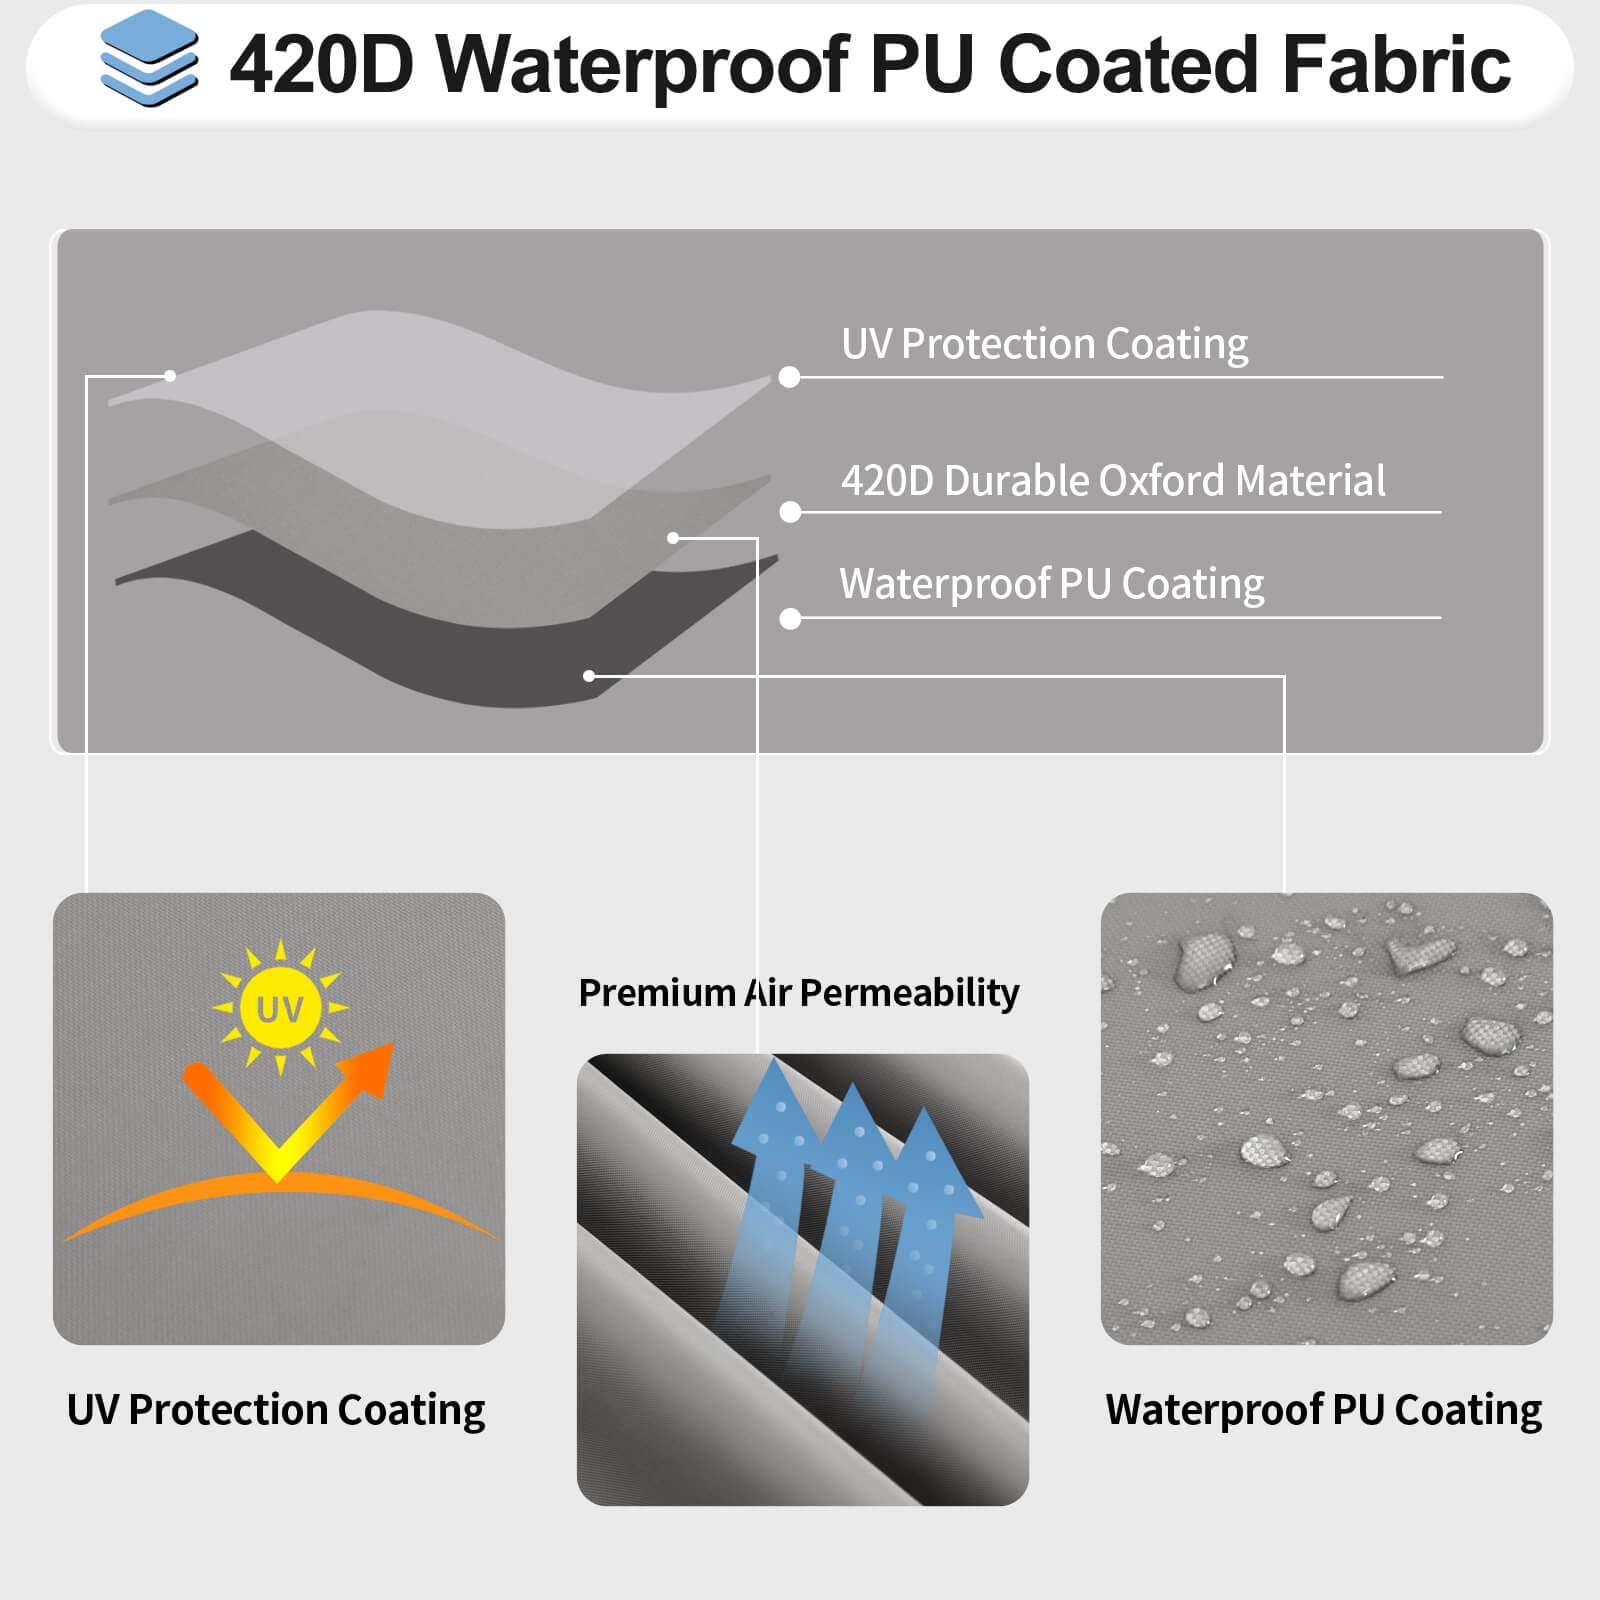 420D Waterproof PU Coated Fabric
UV Protection Coating
420D Durable Oxford Material
Waterproof PU Coating
UV
Premium Air Permeability
UV Protection Coating
Waterproof PU Coating